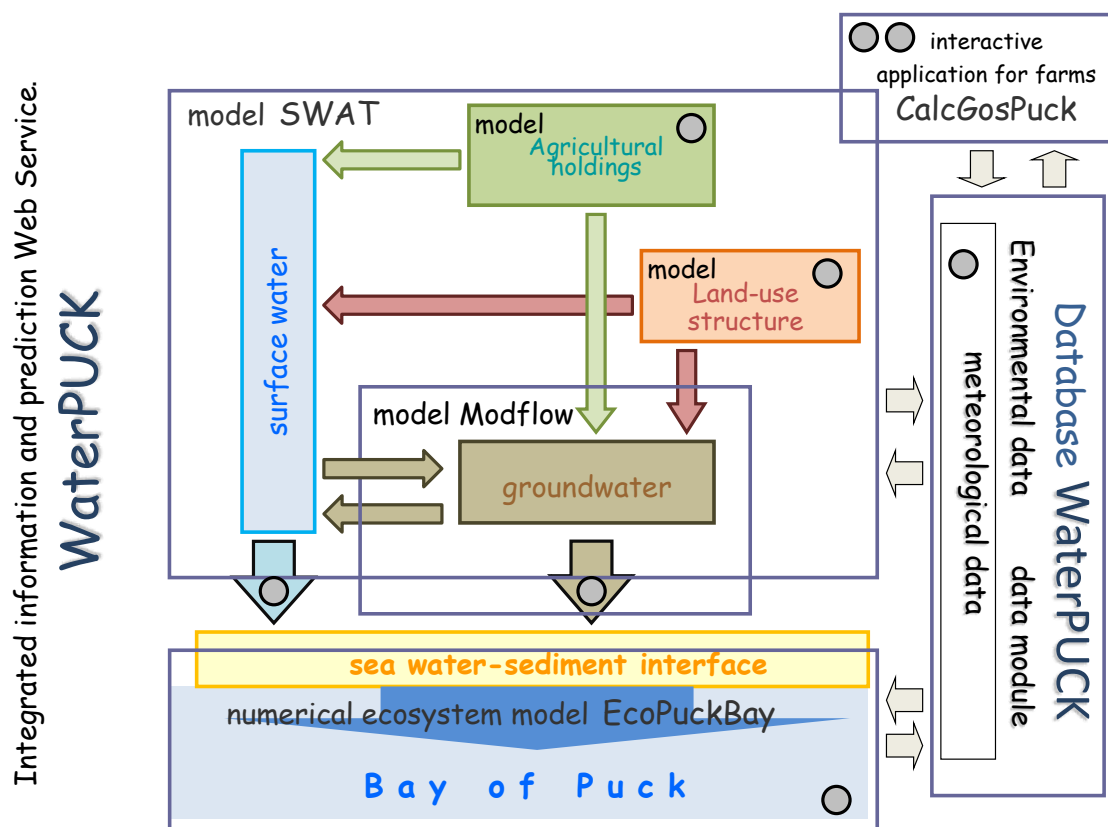 Integrated information and prediction Web Service.
WaterPUCK
model SWAT
model
Agricultural
holdings
surface water
model
Land-use
structure
model Modflow
groundwater
sea water-sediment interface
numerical ecosystem model EcoPuckBay
Bay of Puck
interactive
application for farms
CalcGosPuck
Database WaterPUCK
Environmental data data module
meteorological data